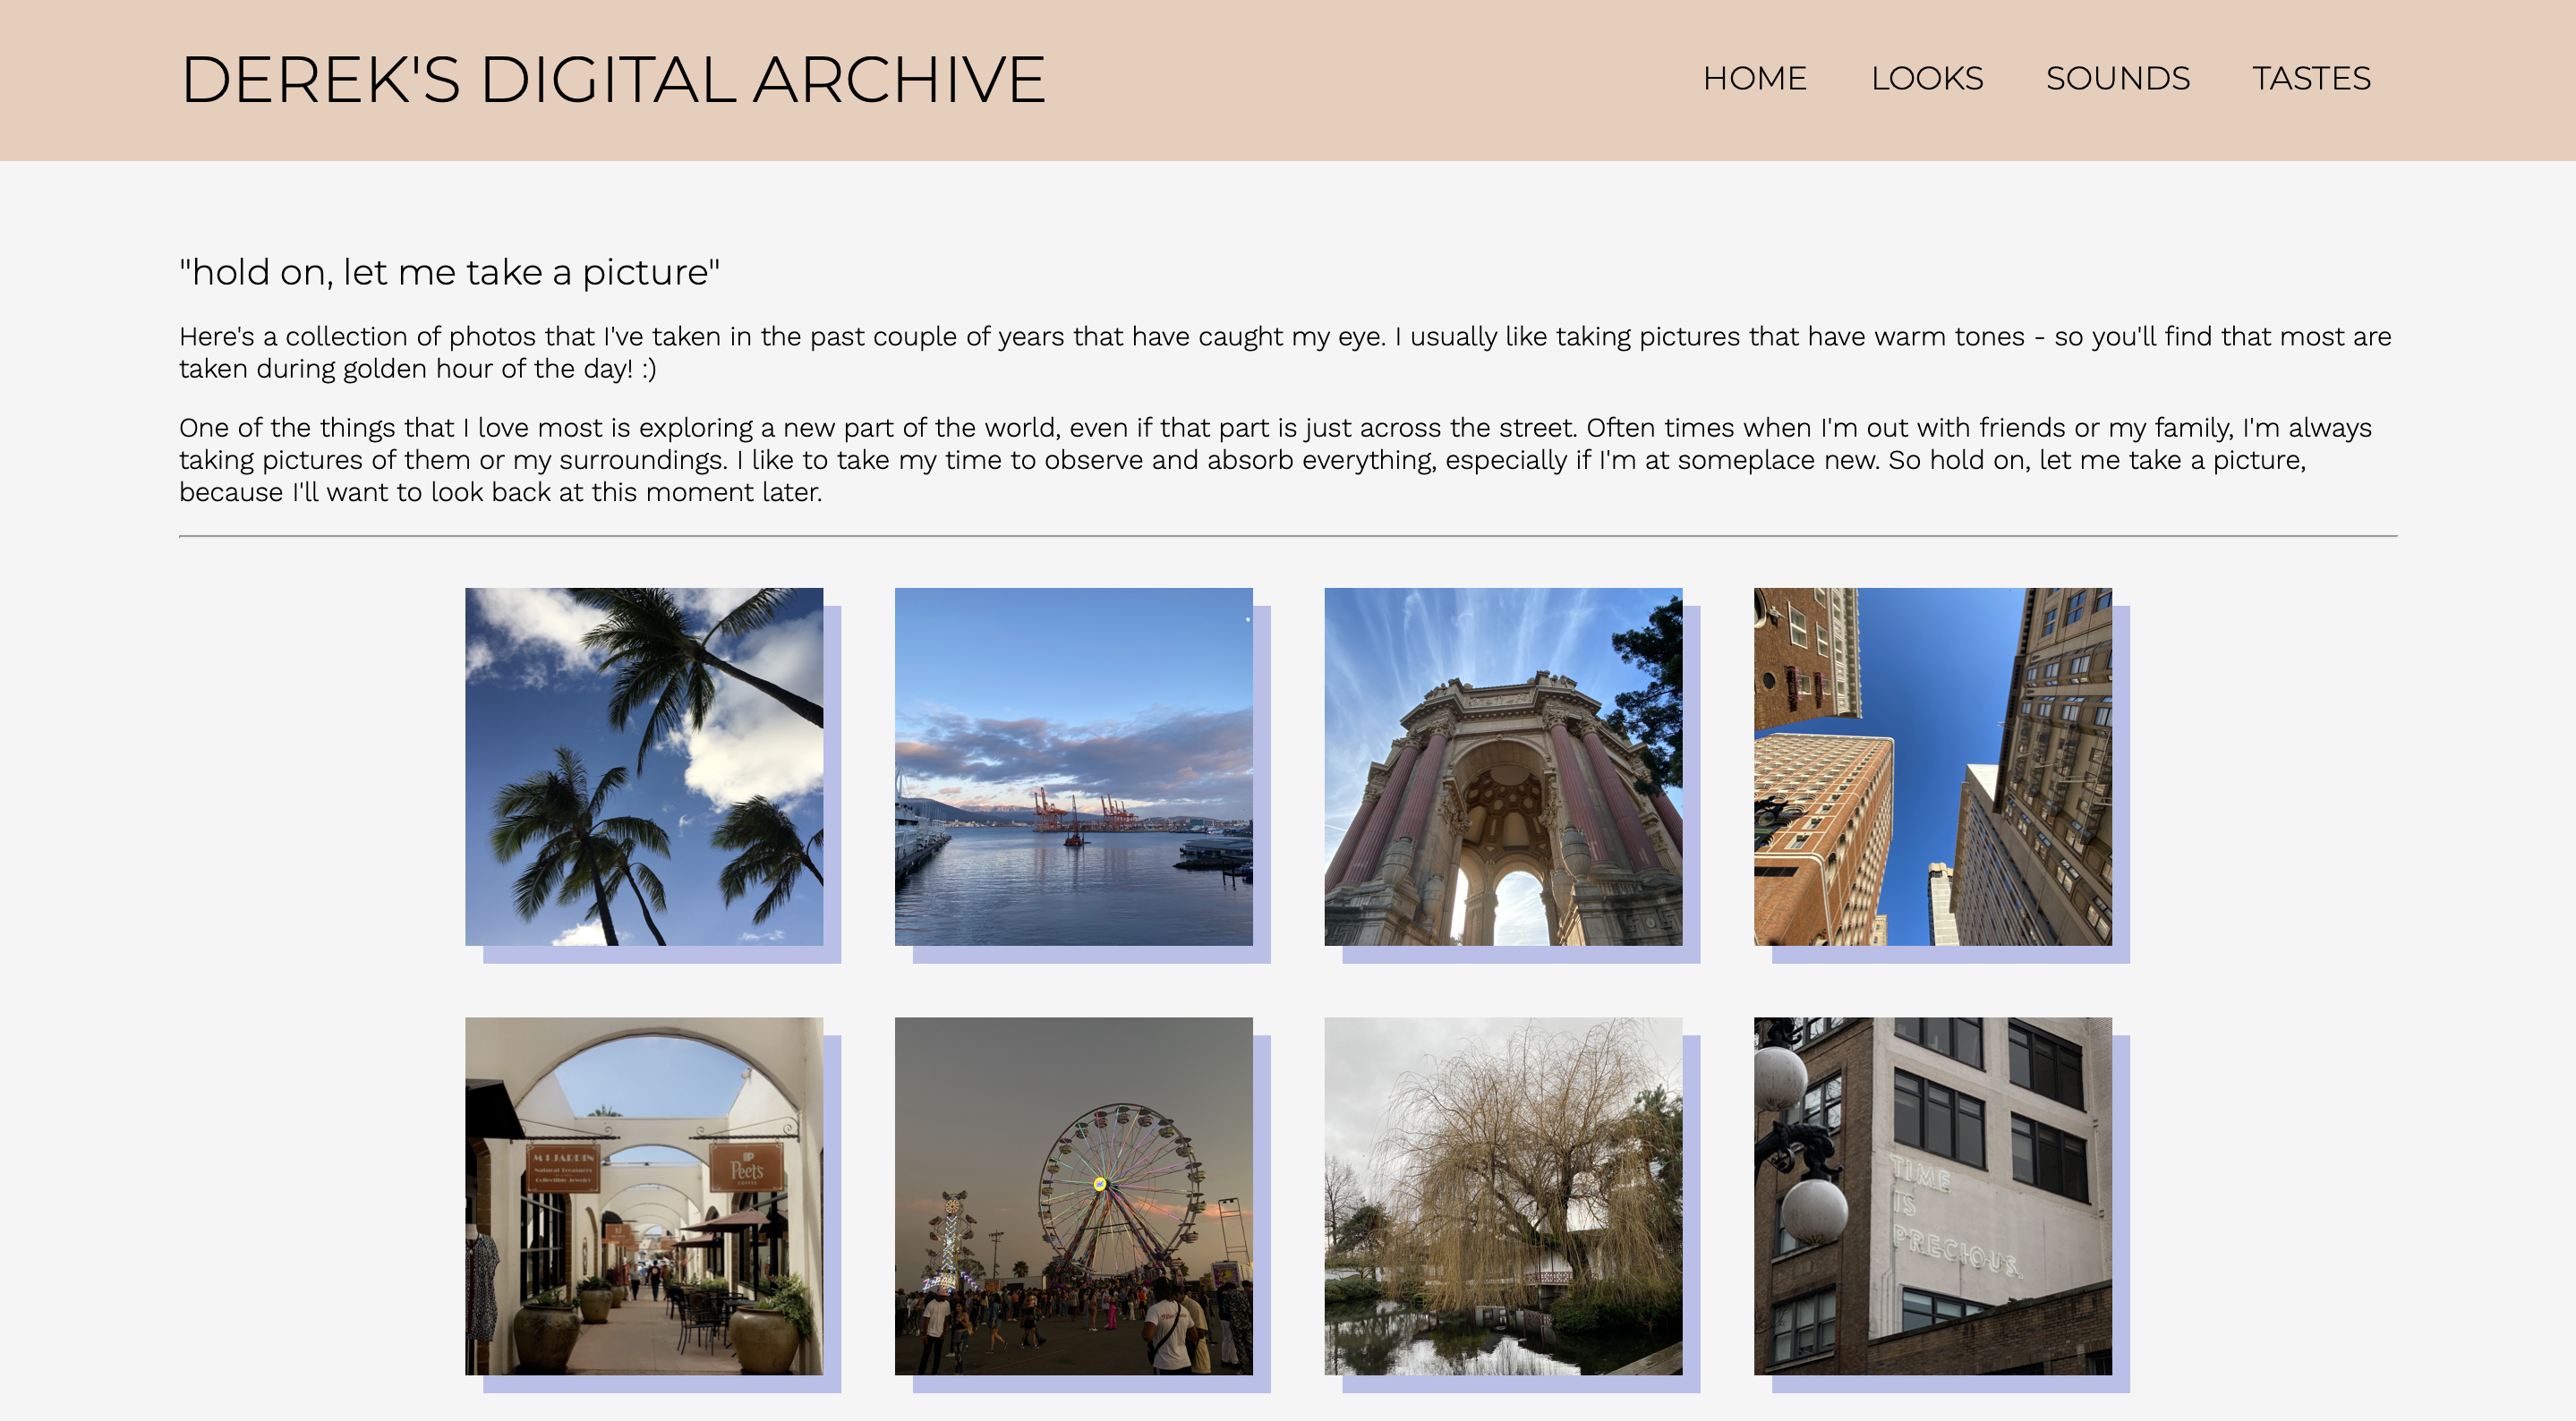 DEREK'S DIGITAL ARCHIVE
HOME LOOKS SOUNDS TASTES
"hold on, let me take a picture"
Here's a collection of photos that I've taken in the past couple of years that have caught my eye. I usually like taking pictures that have warm tones - so you'll find that most are
taken during golden hour of the day! :)
One of the things that I love most is exploring a new part of the world, even if that part is just across the street. Often times when I'm out with friends or my family, I'm always
taking pictures of them or my surroundings. I like to take my time to observe and absorb everything, especially if I'm at someplace new. So hold on, let me take a picture,
because I'll want to look back at this moment later.
JARDIN
Natural Treasures
Collectible Jewelry
Peet's
COFFEE
TIME
IS
PRECIOUS.